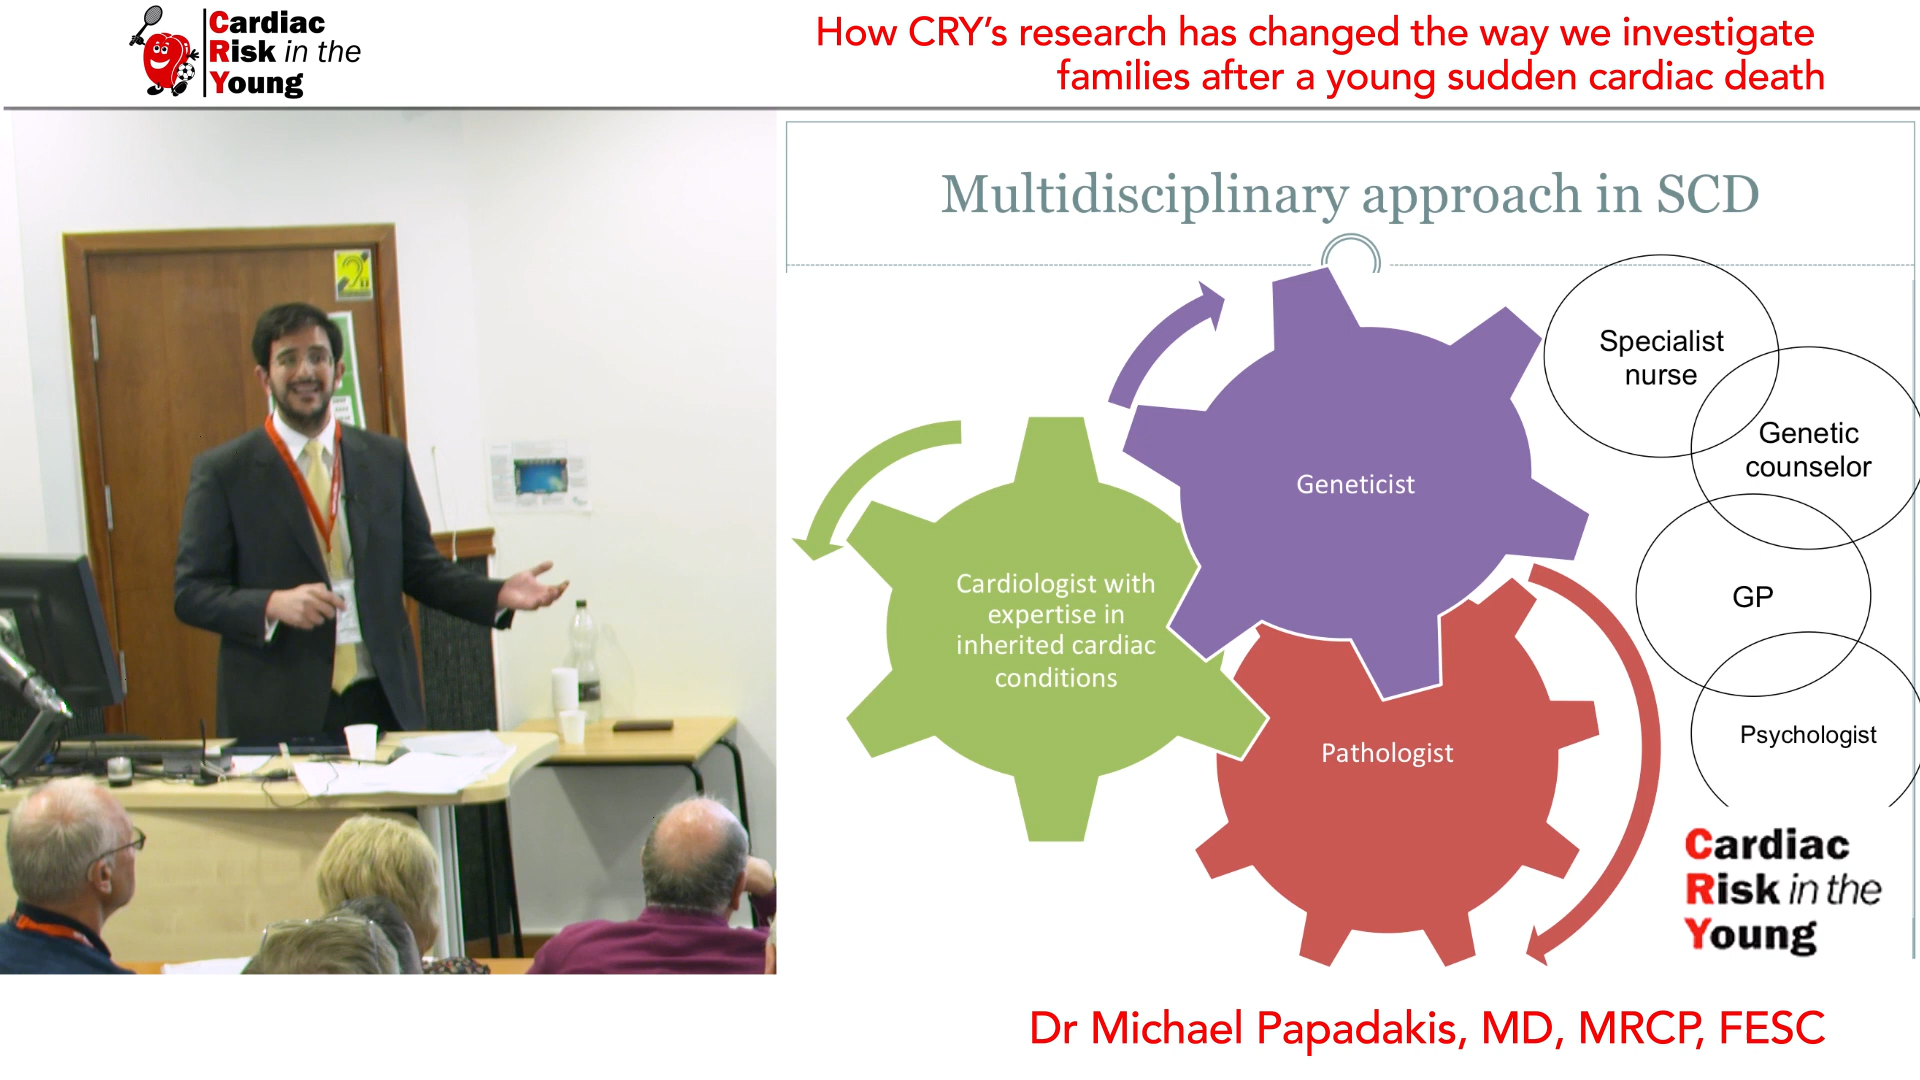 Cardiac
Risk in the
Young
How CRY's research has changed the way we investigate
families after a young sudden cardiac death
Multidisciplinary approach in SCD
Specialist
nurse
Genetic
counselor
Geneticist
Cardiologist with
expertise in
inherited cardiac
conditions
GP
Pathologist
Psychologist
Cardiac
Risk in the
Young
Dr Michael Papadakis, MD, MRCP, FESC